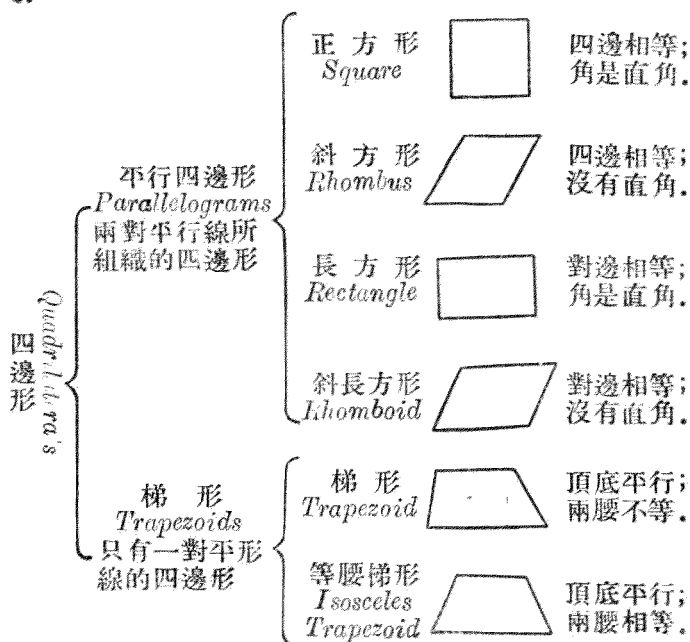 四邊形
平行四邊形
Parallelograms
兩對平行線所
組織的四邊形
正方形
Square
四邊相等;
角是直角.
斜方形
Rhombus
四邊相等;
沒有直角.
長方形
Rectangle
對邊相等;
角是直角.
斜長方形
Rhomboid
對邊相等;
沒有直角.
梯形
Trapezoids
只有一對平形
線的四邊形
梯形
Trapezoid
頂底平行;
兩腰不等.
等腰梯形
Isosceles
Trapezoid
頂底平行;
兩腰相等.